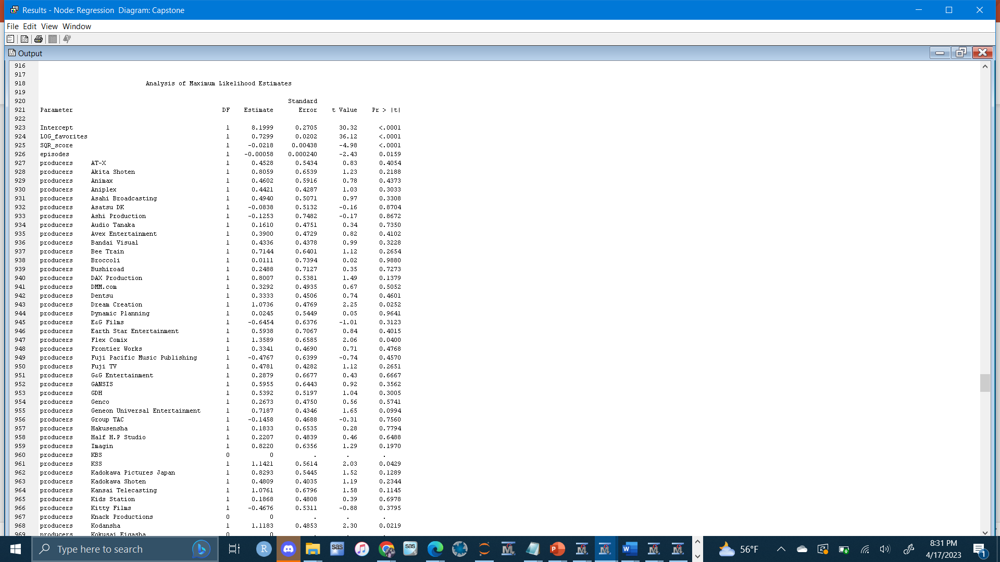 Results - Node: Regression  Diagram: Capstone
File Edit View Window
Output
916
917
918 Analysis of Maximum Likelihood Estimates
919
920 Standard
921 Parameter DF Estimate Error t Value Pr > |t|
922
923 Intercept 1 8.1999 0.2705 30.32 <.0001
924 LOG_favorites 1 0.7299 0.0202 36.12 <.0001
925 SQR_score 1 -0.0218 0.00438 -4.98 <.0001
926 episodes 1 -0.00058 0.000240 -2.43 0.0159
927 producers AT-X 1 0.4528 0.5434 0.83 0.4054
928 producers Akita Shoten 1 0.8059 0.6539 1.23 0.2188
929 producers Animax 1 0.4602 0.5916 0.78 0.4373
930 producers Aniplex 1 0.4421 0.4287 1.03 0.3033
931 producers Asahi Broadcasting 1 0.4940 0.5071 0.97 0.3308
932 producers Asatsu DK 1 -0.0838 0.5132 -0.16 0.8704
933 producers Ashi Production 1 -0.1253 0.7482 -0.17 0.8672
934 producers Audio Tanaka 1 0.1610 0.4751 0.34 0.7350
935 producers Avex Entertainment 1 0.3900 0.4729 0.82 0.4102
936 producers Bandai Visual 1 0.4336 0.4378 0.99 0.3228
937 producers Bee Train 1 0.7144 0.6401 1.12 0.2654
938 producers Broccoli 1 0.0111 0.7394 0.02 0.9880
939 producers Bushiroad 1 0.2488 0.7127 0.35 0.7273
940 producers DAX Production 1 0.8007 0.5381 1.49 0.1379
941 producers DMM.com 1 0.3292 0.4935 0.67 0.5052
942 producers Dentsu 1 0.3333 0.4506 0.74 0.4601
943 producers Dream Creation 1 1.0736 0.4769 2.25 0.0252
944 producers Dynamic Planning 1 0.0245 0.5449 0.05 0.9641
945 producers E&G Films 1 -0.6454 0.6376 -1.01 0.3123
946 producers Earth Star Entertainment 1 0.5938 0.7067 0.84 0.4015
947 producers Flex Comix 1 1.3589 0.6585 2.06 0.0400
948 producers Frontier Works 1 0.3341 0.4690 0.71 0.4768
949 producers Fuji Pacific Music Publishing 1 -0.4767 0.6399 -0.74 0.4570
950 producers Fuji TV 1 0.4781 0.4282 1.12 0.2651
951 producers G&G Entertainment 1 0.2879 0.6677 0.43 0.6667
952 producers GANSIS 1 0.5955 0.6443 0.92 0.3562
953 producers GDH 1 0.5392 0.5197 1.04 0.3005
954 producers Genco 1 0.2673 0.4750 0.56 0.5741
955 producers Geneon Universal Entertainment 1 0.7187 0.4346 1.65 0.0994
956 producers Group TAC 1 -0.1458 0.4688 -0.31 0.7560
957 producers Hakusensha 1 0.1833 0.6535 0.28 0.7794
958 producers Half H.P Studio 1 0.2207 0.4839 0.46 0.6488
959 producers Imagin 1 0.8220 0.6356 1.29 0.1970
960 producers KBS 0 0 . . .
961 producers KSS 1 1.1421 0.5614 2.03 0.0429
962 producers Kadokawa Pictures Japan 1 0.8293 0.5445 1.52 0.1289
963 producers Kadokawa Shoten 1 0.4809 0.4035 1.19 0.2344
964 producers Kansai Telecasting 1 1.0761 0.6796 1.58 0.1145
965 producers Kids Station 1 0.1868 0.4808 0.39 0.6978
966 producers Kitty Films 1 -0.4676 0.5311 -0.88 0.3795
967 producers Knack Productions 0 0 . . .
968 producers Kodansha 1 1.1183 0.4853 2.30 0.0219
969 producers Kokusai Eigasha 0 0 . . .
Type here to search
R
sas
sas
P
W
56°F
8:31 PM
4/17/2023
1